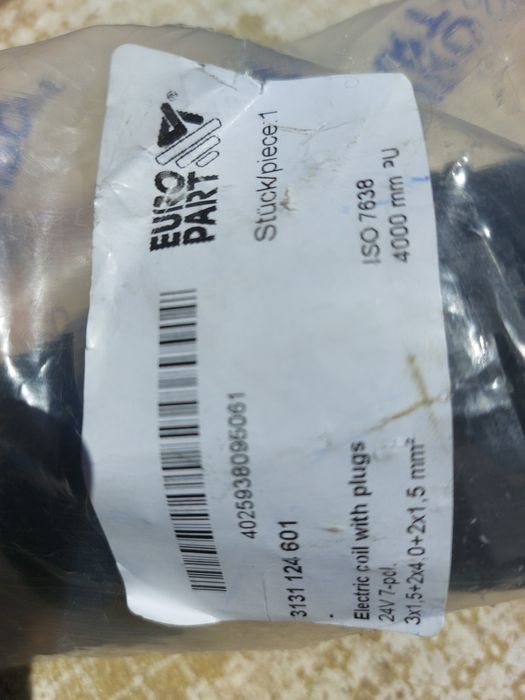 EURO
PART
®
Stück/piece:1
4025938095061
3131 124 601
Electric coil with plugs
24V 7-pol.
ISO 7638
3x1,5+2x4,0+2x1,5 mm²
4000 mm PU